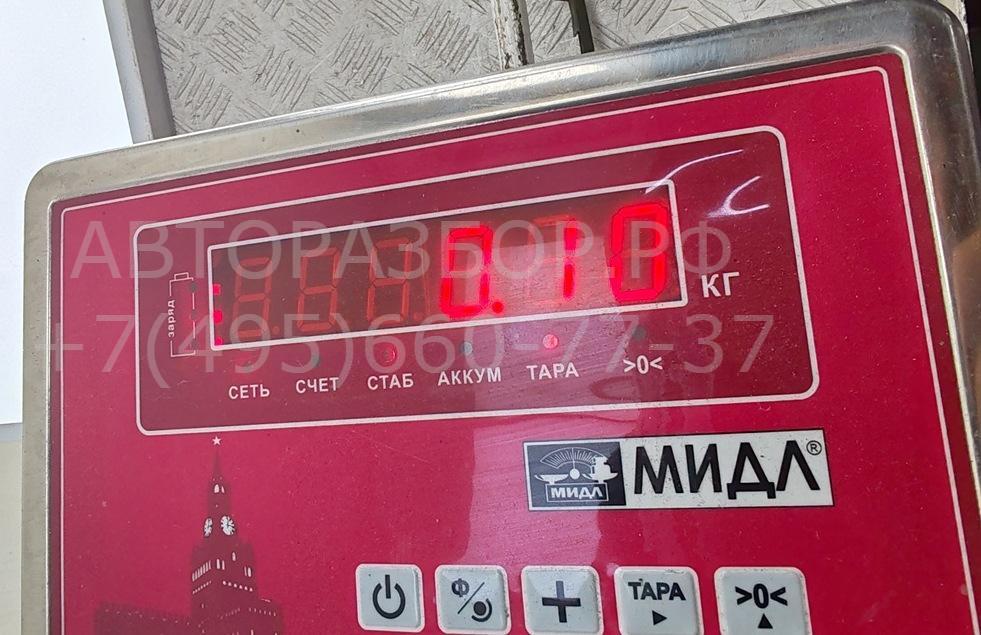 АВТОРАЗБОР.РФ
0.10
КГ
заряд
+7(495)660-77-37
СЕТЬ СЧЕТ СТАБ АККУМ ТАРА >0<
МИДЛ МИДЛ®
Ф/ + ТАРА >0<